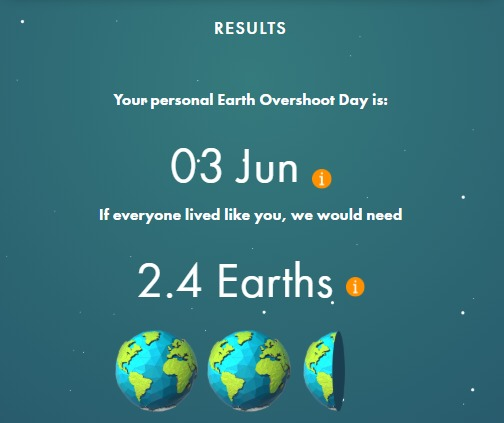 RESULTS
Your personal Earth Overshoot Day is:
03 Jun i
If everyone lived like you, we would need
2.4 Earths i